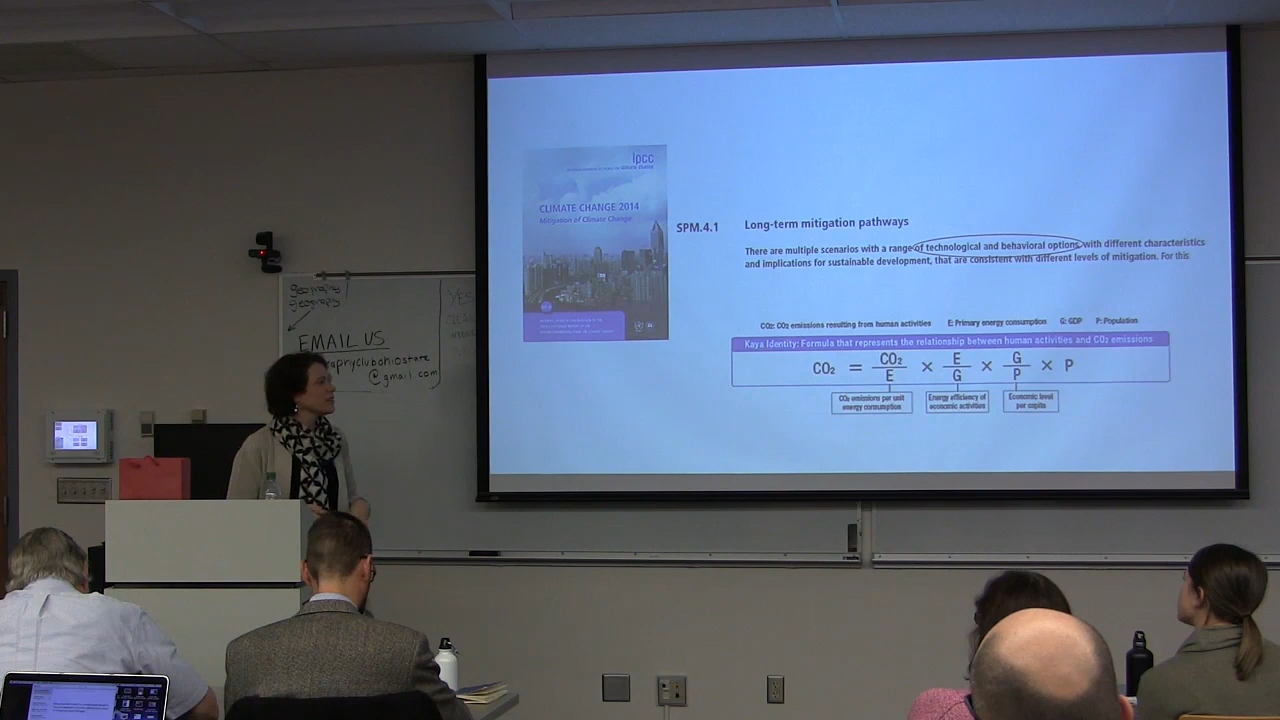 ipcc
CLIMATE CHANGE 2014
Mitigation of Climate Change
SPM.4.1 Long-term mitigation pathways
There are multiple scenarios with a range of technological and behavioral options, with different characteristics
and implications for sustainable development, that are consistent with different levels of mitigation. For this
CO₂: CO₂ emissions resulting from human activities E: Primary energy consumption G: GDP P: Population
Kaya Identity: Formula that represents the relationship between human activities and CO₂ emissions
CO₂ = CO₂/E × E/G × G/P × P
CO₂ emissions per unit
energy consumption
Energy efficiency of
economic activities
Economic level
per capita
geography
geography
EMAIL US
@gmail.com
YES